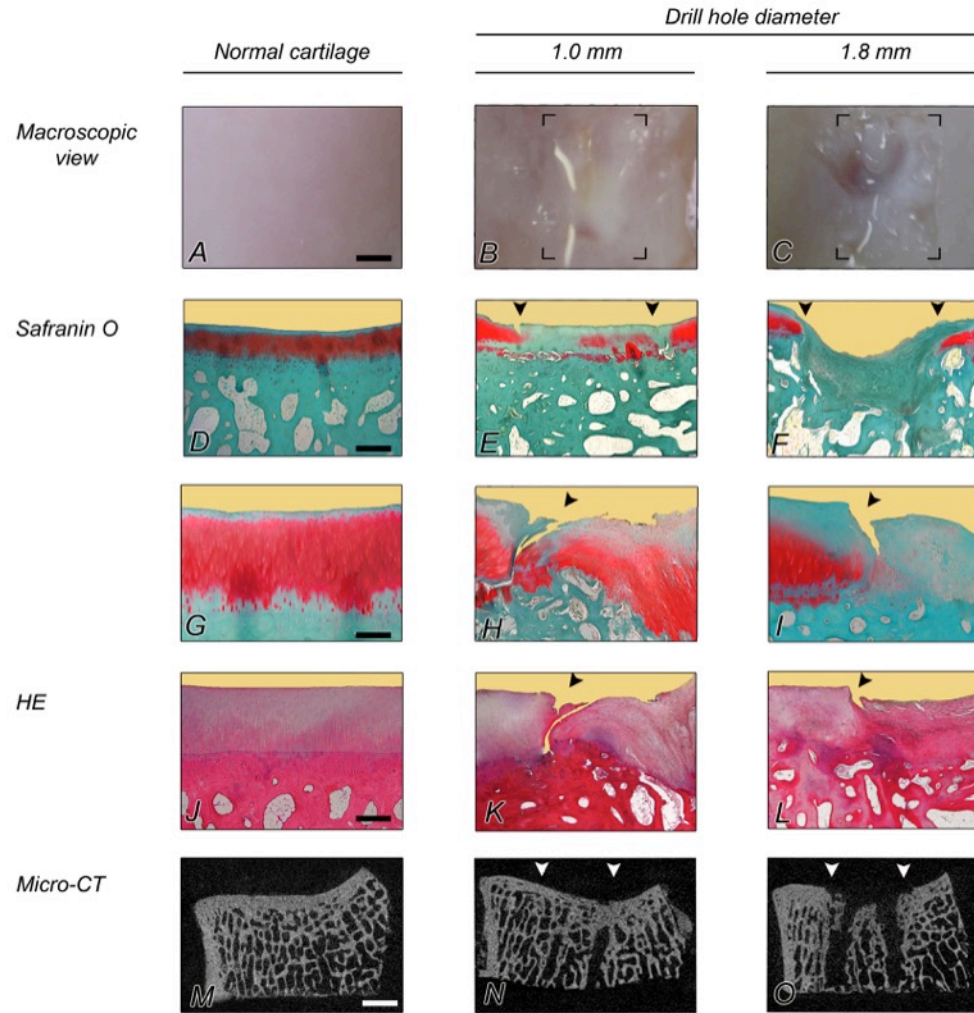 Drill hole diameter
Normal cartilage
1.0 mm
1.8 mm
Macroscopic
view
A
B
C
Safranin O
D
E
F
G
H
I
HE
J
K
L
Micro-CT
M
N
O